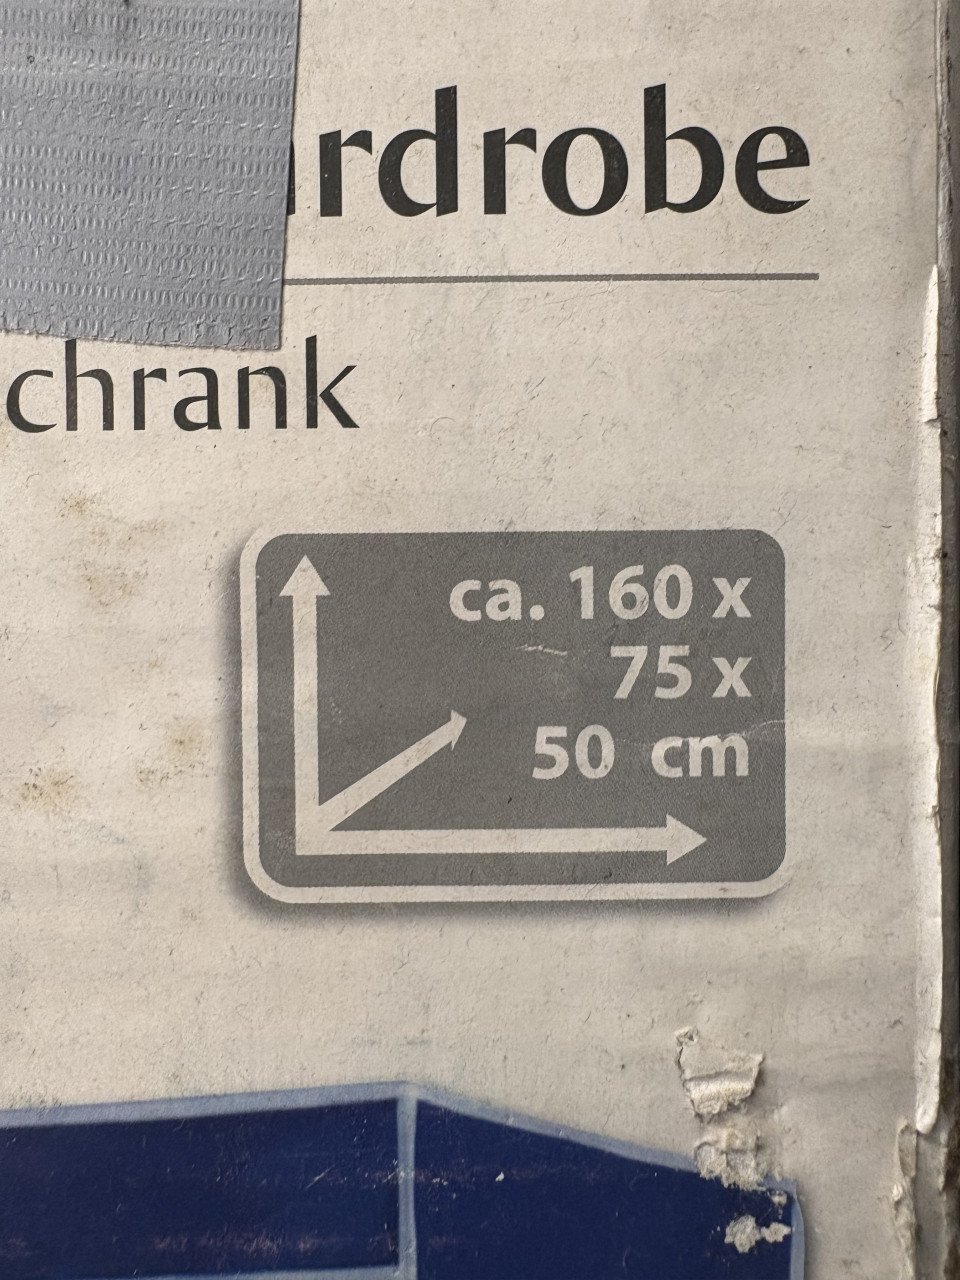 ardrobe
chrank
ca. 160 x
75 x
50 cm